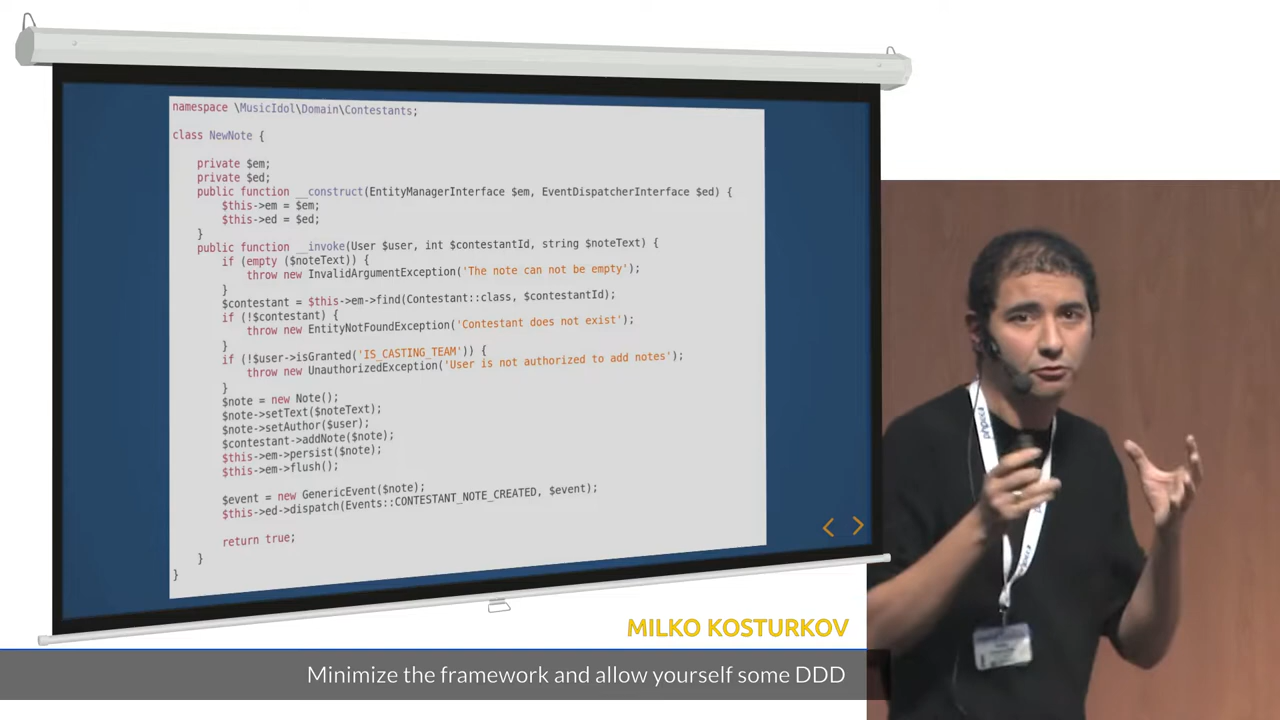 namespace \MusicIdol\Domain\Contestants;
class NewNote {
private $em;
private $ed;
public function __construct(EntityManagerInterface $em, EventDispatcherInterface $ed) {
$this->em = $em;
$this->ed = $ed;
}
public function __invoke(User $user, int $contestantId, string $noteText) {
if (empty ($noteText)) {
throw new InvalidArgumentException('The note can not be empty');
}
$contestant = $this->em->find(Contestant::class, $contestantId);
if (!$contestant) {
throw new EntityNotFoundException('Contestant does not exist');
}
if (!$user->isGranted('IS_CASTING_TEAM')) {
throw new UnauthorizedException('User is not authorized to add notes');
}
$note = new Note();
$note->setText($noteText);
$note->setAuthor($user);
$contestant->addNote($note);
$this->em->persist($note);
$this->em->flush();
$event = new GenericEvent($note);
$this->ed->dispatch(Events::CONTESTANT_NOTE_CREATED, $event);
return true;
}
}
MILKO KOSTURKOV
Minimize the framework and allow yourself some DDD